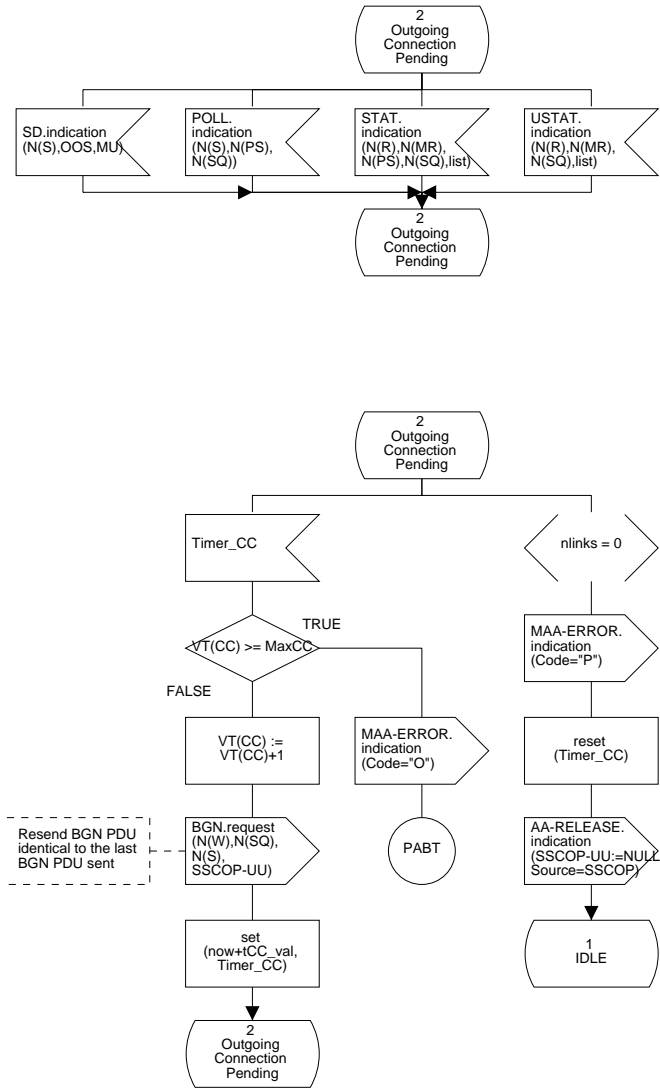 2
Outgoing
Connection
Pending
SD.indication
(N(S),OOS,MU)
POLL.
indication
(N(S),N(PS),
N(SQ))
STAT.
indication
(N(R),N(MR),
N(PS),N(SQ),list)
USTAT.
indication
(N(R),N(MR),
N(SQ),list)
2
Outgoing
Connection
Pending
2
Outgoing
Connection
Pending
Timer_CC
nlinks = 0
VT(CC) >= MaxCC
TRUE
FALSE
MAA-ERROR.
indication
(Code="P")
VT(CC) :=
VT(CC)+1
MAA-ERROR.
indication
(Code="O")
reset
(Timer_CC)
Resend BGN PDU
identical to the last
BGN PDU sent
BGN.request
(N(W),N(SQ),
N(S),
SSCOP-UU)
PABT
AA-RELEASE.
indication
(SSCOP-UU:=NULL
Source=SSCOP)
set
(now+tCC_val,
Timer_CC)
1
IDLE
2
Outgoing
Connection
Pending